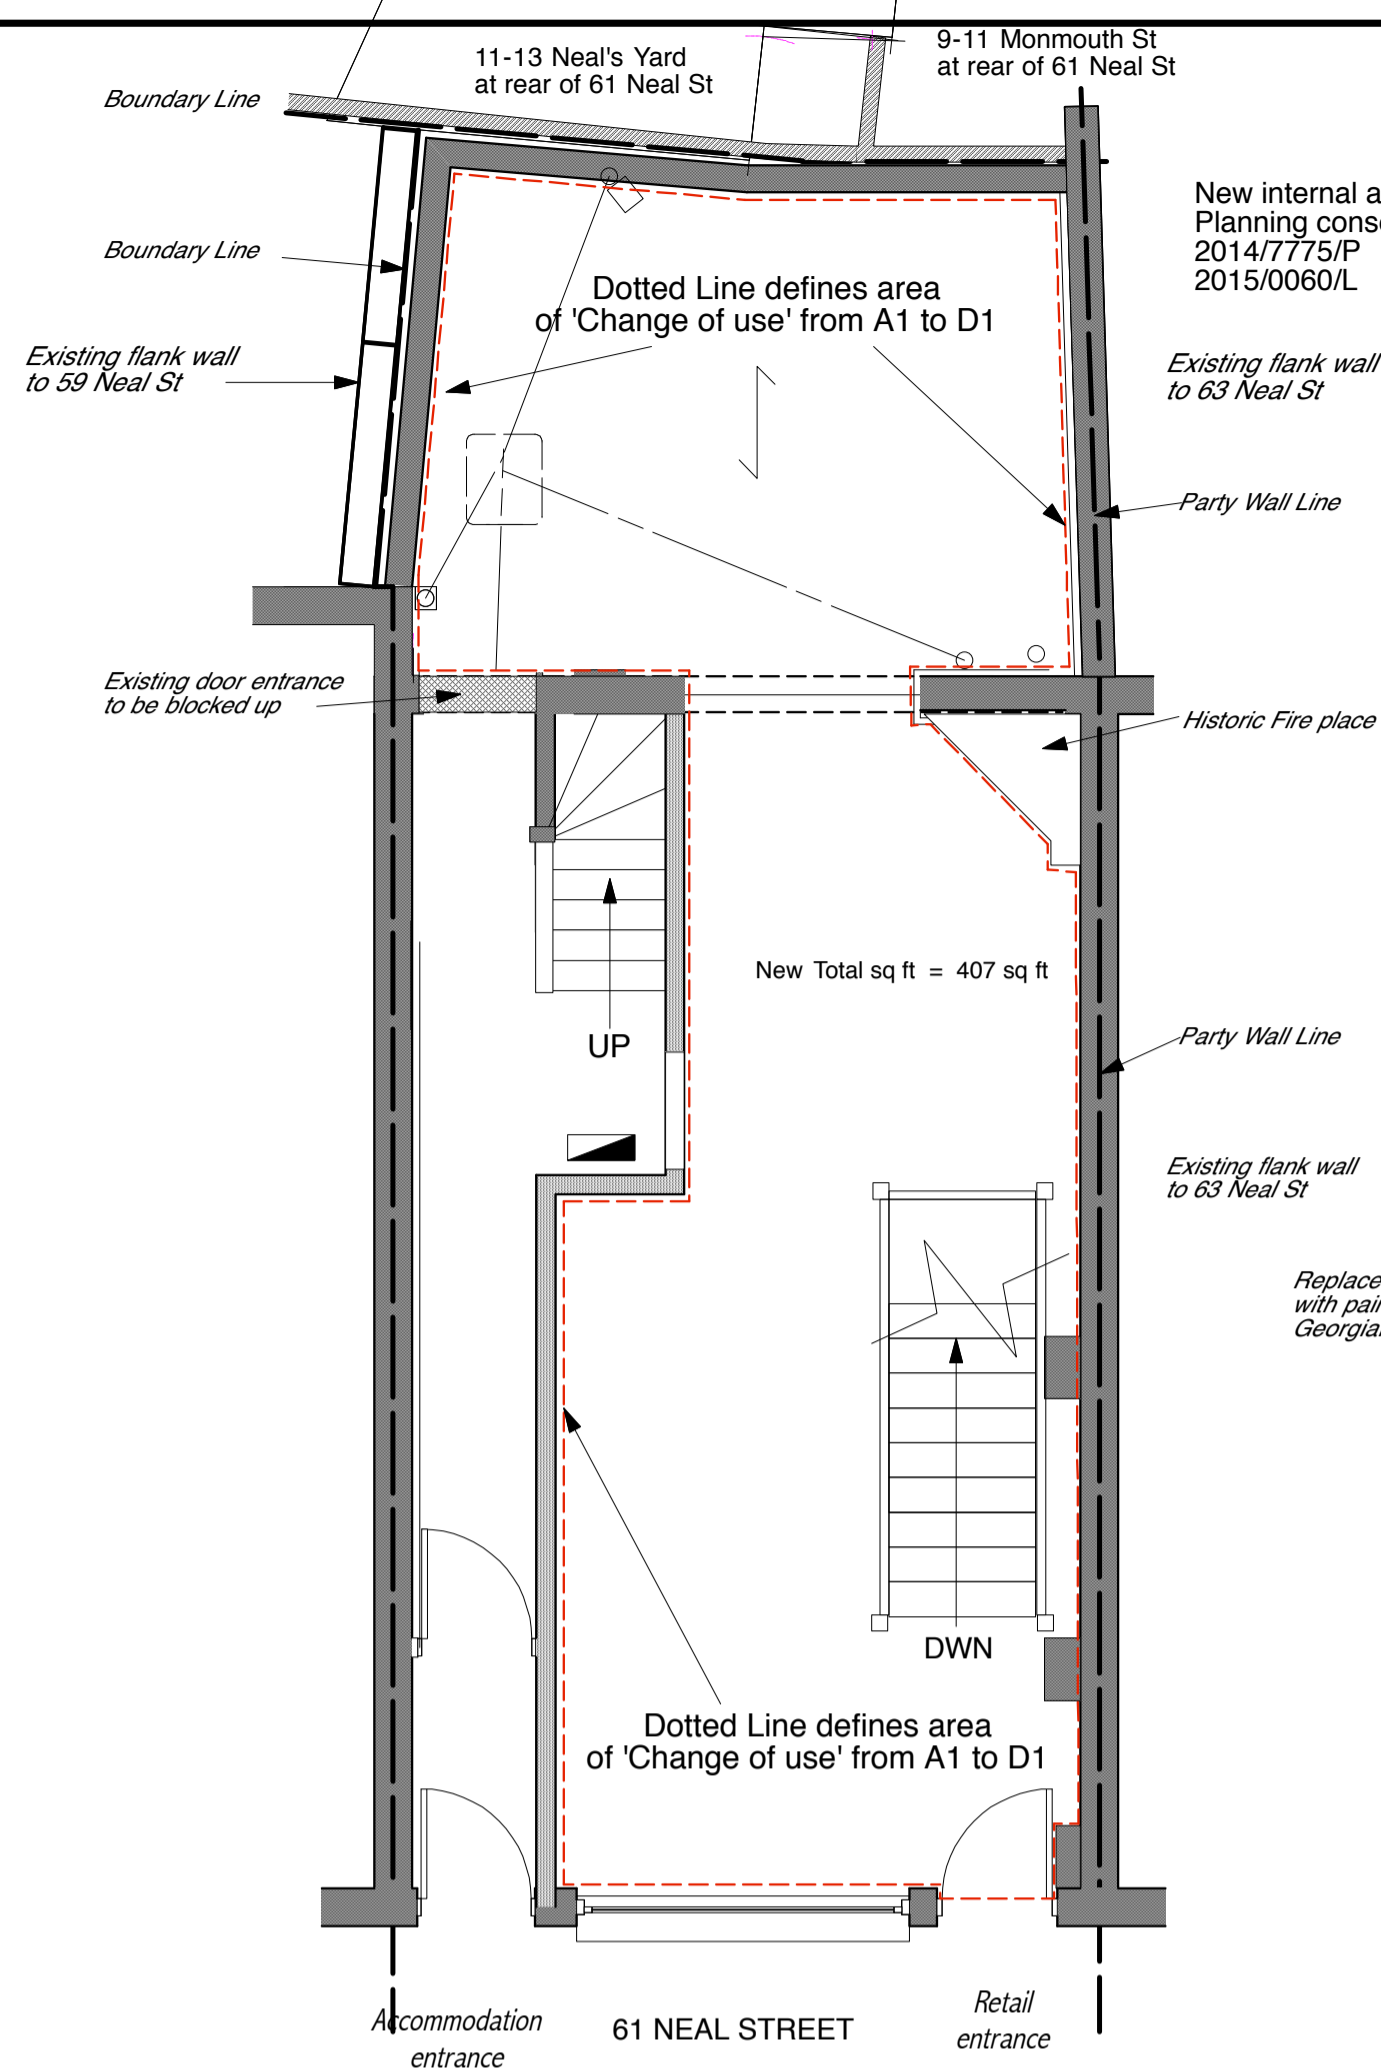 11-13 Neal's Yard
at rear of 61 Neal St
9-11 Monmouth St
at rear of 61 Neal St
Boundary Line
New internal a
Planning cons
2014/7775/P
2015/0060/L
Boundary Line
Dotted Line defines area
of 'Change of use' from A1 to D1
Existing flank wall
to 59 Neal St
Existing flank wall
to 63 Neal St
Party Wall Line
Existing door entrance
to be blocked up
Historic Fire place
New Total sq ft = 407 sq ft
UP
Party Wall Line
Existing flank wall
to 63 Neal St
Replace
with pai
Georgia
DWN
Dotted Line defines area
of 'Change of use' from A1 to D1
Accommodation
entrance
61 NEAL STREET
Retail
entrance